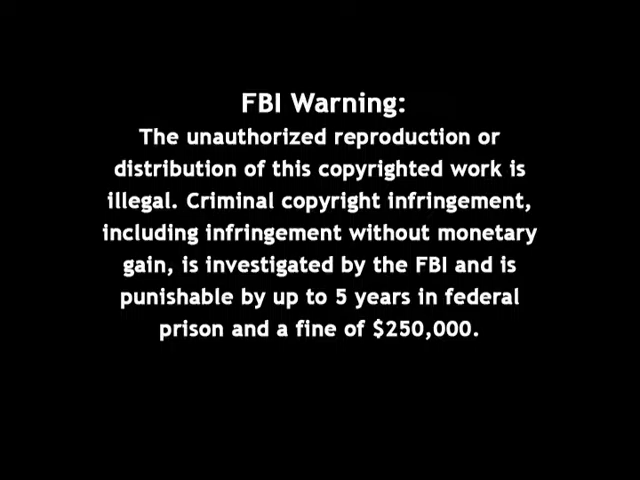 FBI Warning:
The unauthorized reproduction or
distribution of this copyrighted work is
illegal. Criminal copyright infringement,
including infringement without monetary
gain, is investigated by the FBI and is
punishable by up to 5 years in federal
prison and a fine of $250,000.